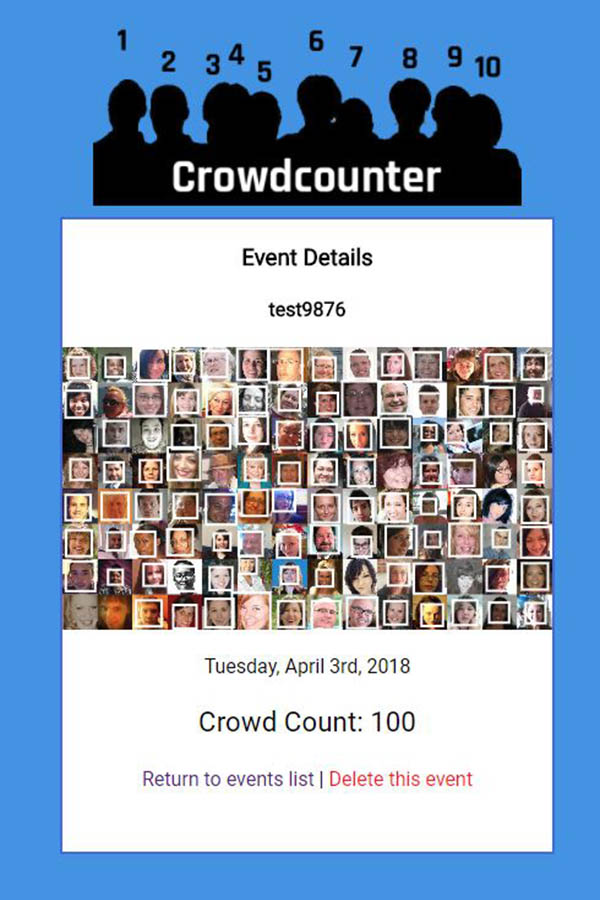 1 2 3 4 5 6 7 8 9 10
Crowdcounter
Event Details
test9876
Tuesday, April 3rd, 2018
Crowd Count: 100
Return to events list | Delete this event